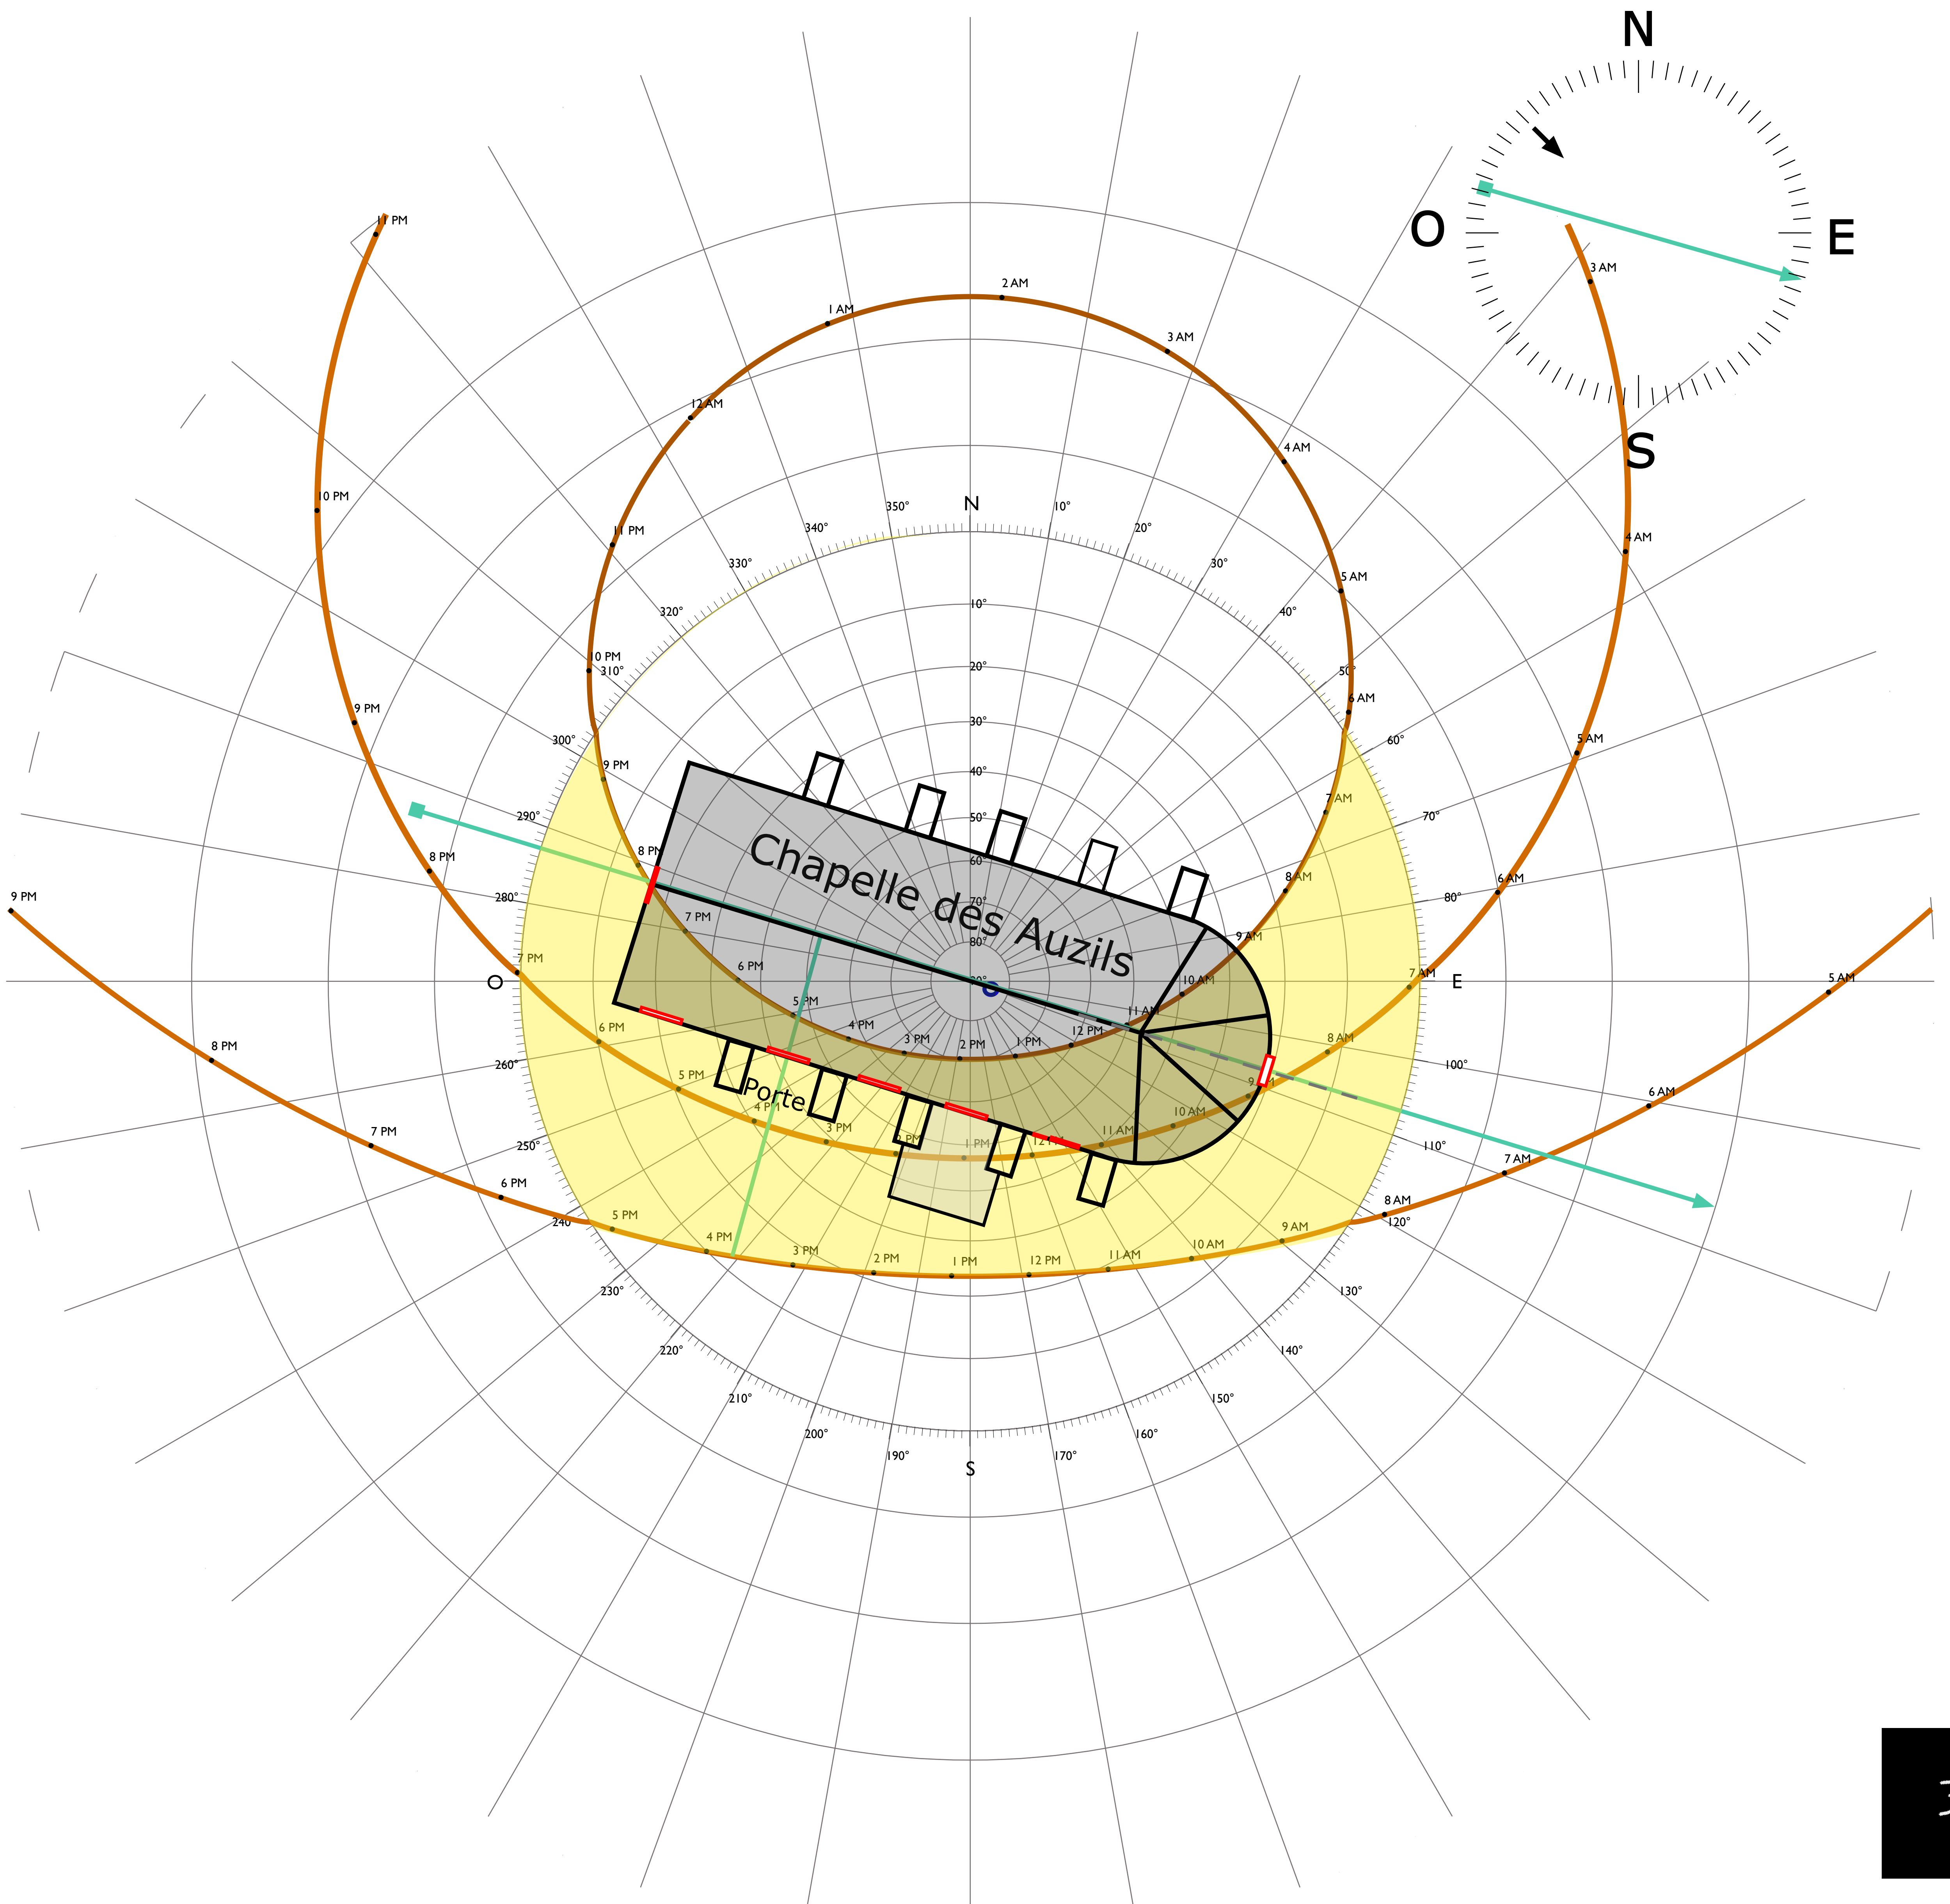 N
O
E
S
11 PM
3 AM
2 AM
1 AM
3 AM
12 AM
4 AM
10 PM
N
350°
10°
340°
20°
11 PM
4 AM
330°
30°
5 AM
320°
10°
40°
10 PM
310°
20°
50°
6 AM
9 PM
30°
300°
60°
5 AM
9 PM
40°
7 AM
290°
50°
70°
8 PM
8 PM
Chapelle des Auzils
60°
8 AM
6 AM
9 PM
280°
70°
80°
7 PM
80°
9 AM
7 PM
6 PM
7 AM
O
90°
10 AM
E
5 AM
5 PM
11 AM
6 PM
4 PM
3 PM
2 PM
1 PM
12 PM
8 AM
8 PM
260°
100°
5 PM
9 AM
Porte
4 PM
3 PM
2 PM
1 PM
12 PM
11 AM
10 AM
6 AM
7 PM
250°
110°
7 AM
6 PM
240°
5 PM
8 AM
120°
4 PM
3 PM
2 PM
1 PM
12 PM
11 AM
10 AM
9 AM
230°
130°
220°
140°
210°
150°
200°
160°
190°
170°
S